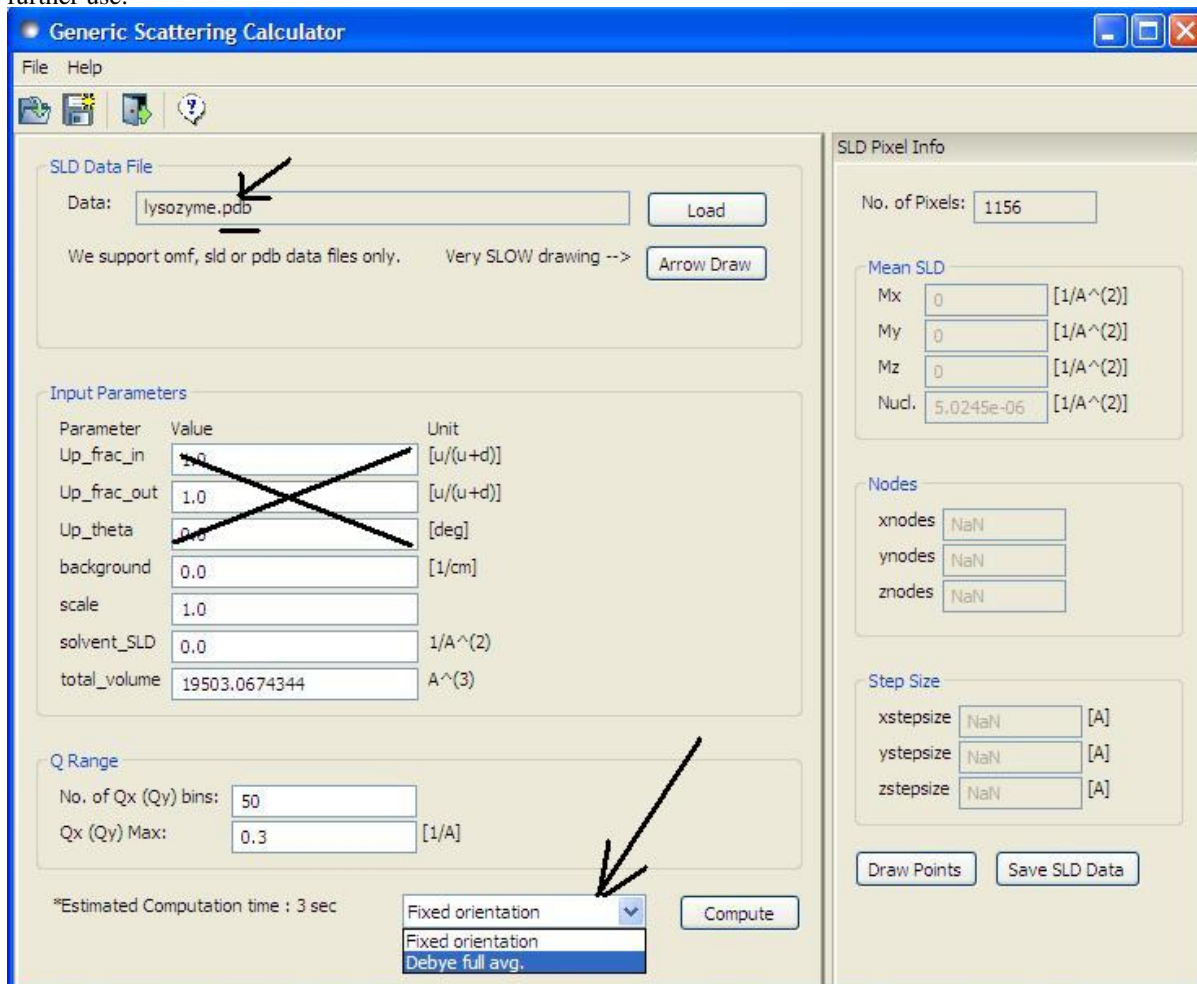 further use.
Generic Scattering Calculator
File Help
SLD Data File
Data: lysozyme.pdb Load
We support omf, sld or pdb data files only. Very SLOW drawing --> Arrow Draw
Input Parameters
Parameter Value Unit
Up_frac_in 1.0 [u/(u+d)]
Up_frac_out 1.0 [u/(u+d)]
Up_theta 0.0 [deg]
background 0.0 [1/cm]
scale 1.0
solvent_SLD 0.0 1/A^(2)
total_volume 19503.0674344 A^(3)
Q Range
No. of Qx (Qy) bins: 50
Qx (Qy) Max: 0.3 [1/A]
*Estimated Computation time : 3 sec Fixed orientation Compute
Fixed orientation
Debye full avg.
SLD Pixel Info
No. of Pixels: 1156
Mean SLD
Mx 0 [1/A^(2)]
My 0 [1/A^(2)]
Mz 0 [1/A^(2)]
Nucl. 5.0245e-06 [1/A^(2)]
Nodes
xnodes NaN
ynodes NaN
znodes NaN
Step Size
xstepsize NaN [A]
ystepsize NaN [A]
zstepsize NaN [A]
Draw Points Save SLD Data